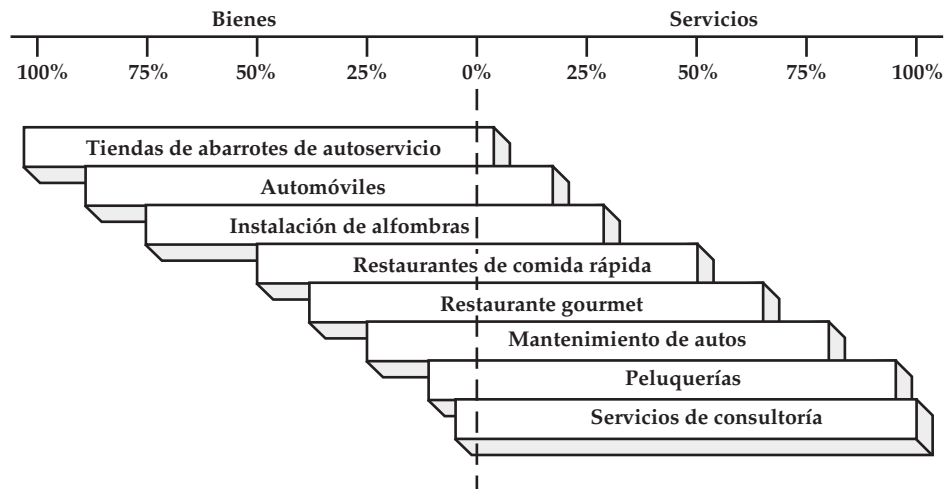 Bienes Servicios
100% 75% 50% 25% 0% 25% 50% 75% 100%
Tiendas de abarrotes de autoservicio
Automóviles
Instalación de alfombras
Restaurantes de comida rápida
Restaurante gourmet
Mantenimiento de autos
Peluquerías
Servicios de consultoría